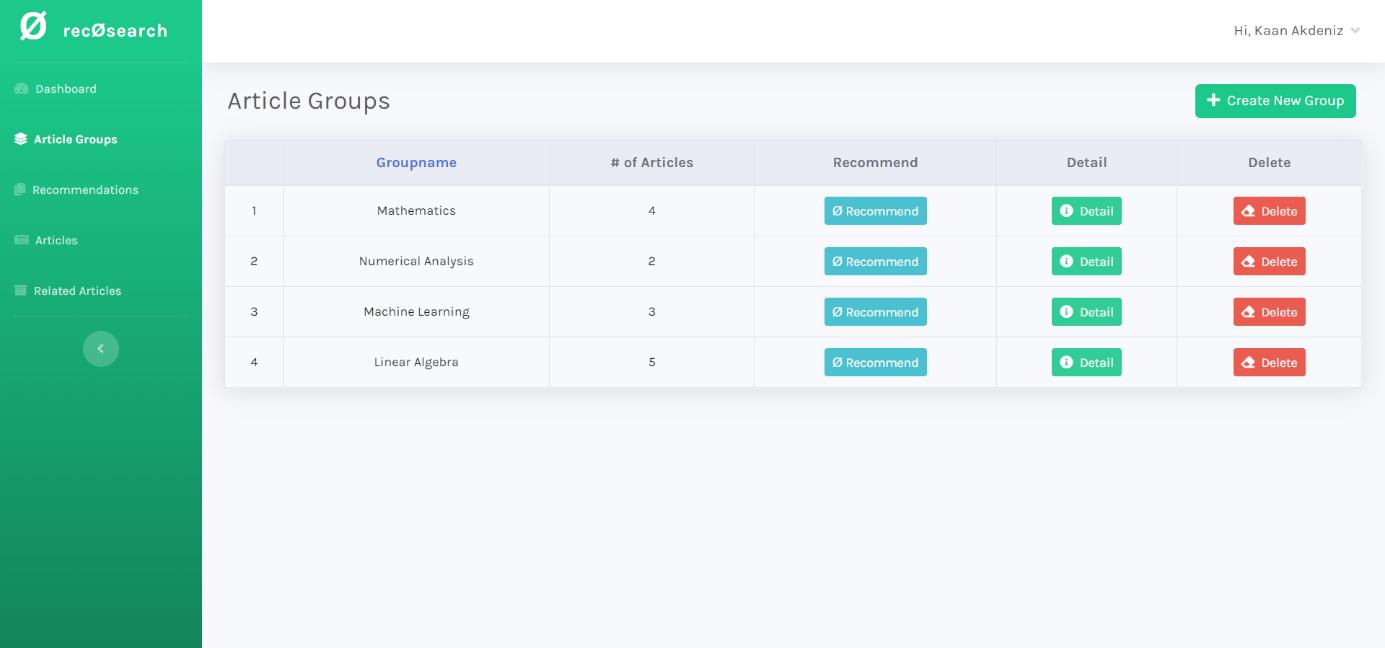 Ø recØsearch
Hi, Kaan Akdeniz
Dashboard
Article Groups
Recommendations
Articles
Related Articles
Article Groups
Create New Group
Groupname # of Articles Recommend Detail Delete
1 Mathematics 4 Ø Recommend Detail Delete
2 Numerical Analysis 2 Ø Recommend Detail Delete
3 Machine Learning 3 Ø Recommend Detail Delete
4 Linear Algebra 5 Ø Recommend Detail Delete